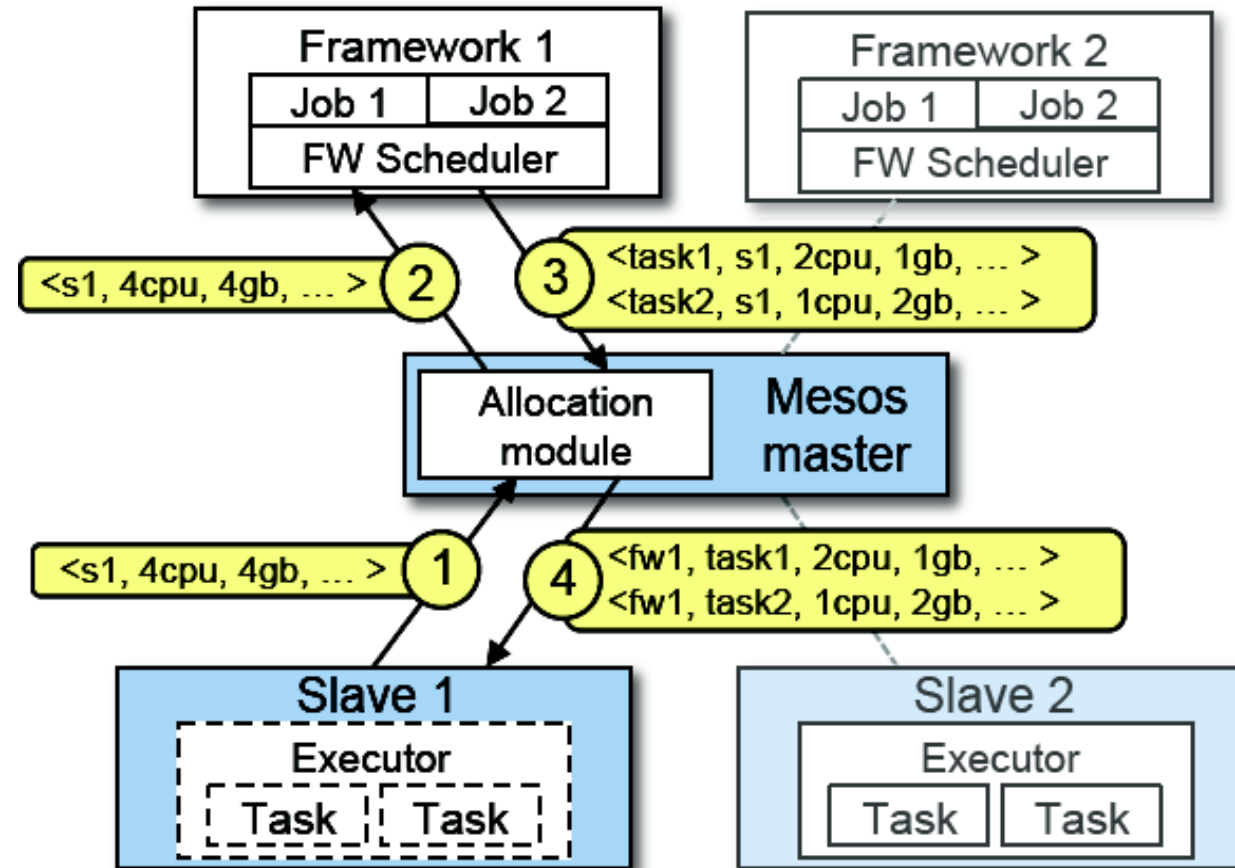 Framework 1
Job 1 Job 2
FW Scheduler
Framework 2
Job 1 Job 2
FW Scheduler
<s1, 4cpu, 4gb, ... >
2
3
<task1, s1, 2cpu, 1gb, ... >
<task2, s1, 1cpu, 2gb, ... >
Allocation
module
Mesos
master
<s1, 4cpu, 4gb, ... >
1
4
<fw1, task1, 2cpu, 1gb, ... >
<fw1, task2, 1cpu, 2gb, ... >
Slave 1
Executor
Task Task
Slave 2
Executor
Task Task